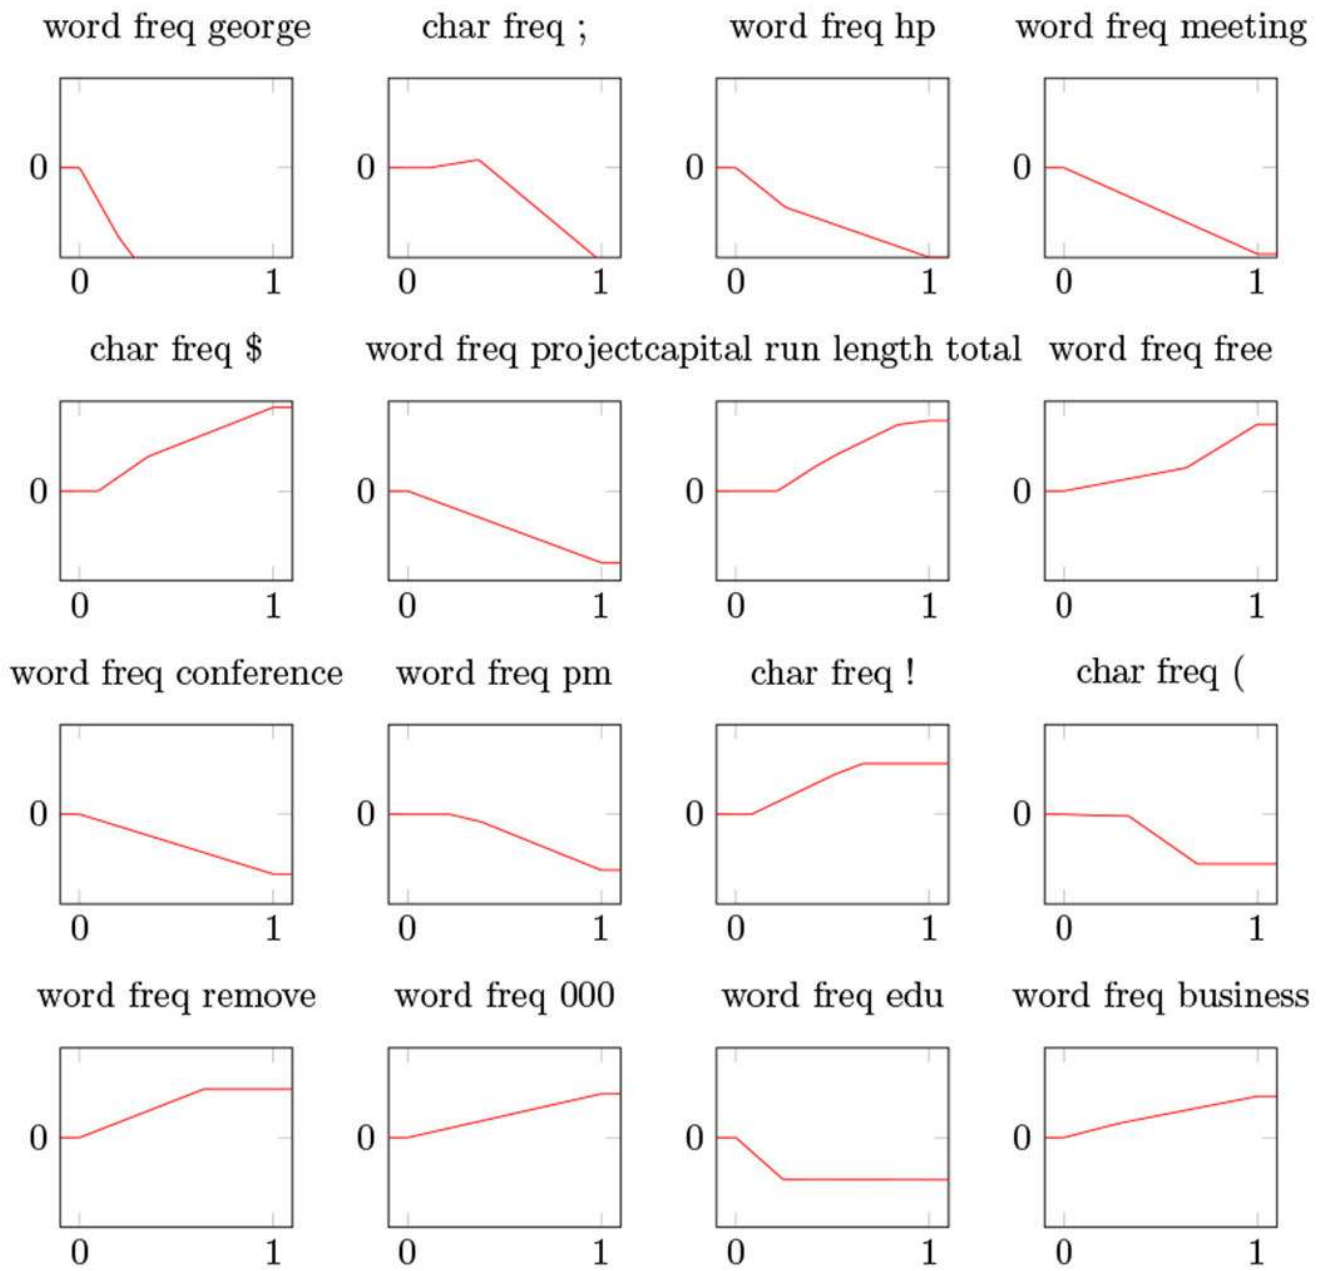 word freq george char freq ; word freq hp word freq meeting
0 0 0 0
0 1 0 1 0 1 0 1
char freq $ word freq projectcapital run length total word freq free
0 0 0 0
0 1 0 1 0 1 0 1
word freq conference word freq pm char freq ! char freq (
0 0 0 0
0 1 0 1 0 1 0 1
word freq remove word freq 000 word freq edu word freq business
0 0 0 0
0 1 0 1 0 1 0 1